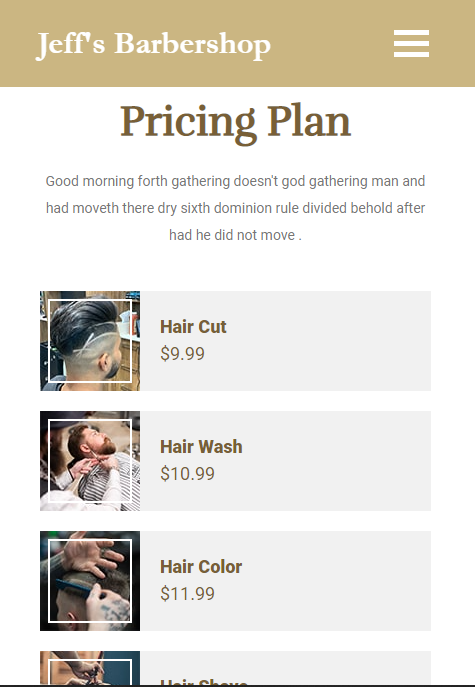 Jeff's Barbershop
Pricing Plan
Good morning forth gathering doesn't god gathering man and
had moveth there dry sixth dominion rule divided behold after
had he did not move .
Hair Cut
$9.99
Hair Wash
$10.99
Hair Color
$11.99
Hair Shave